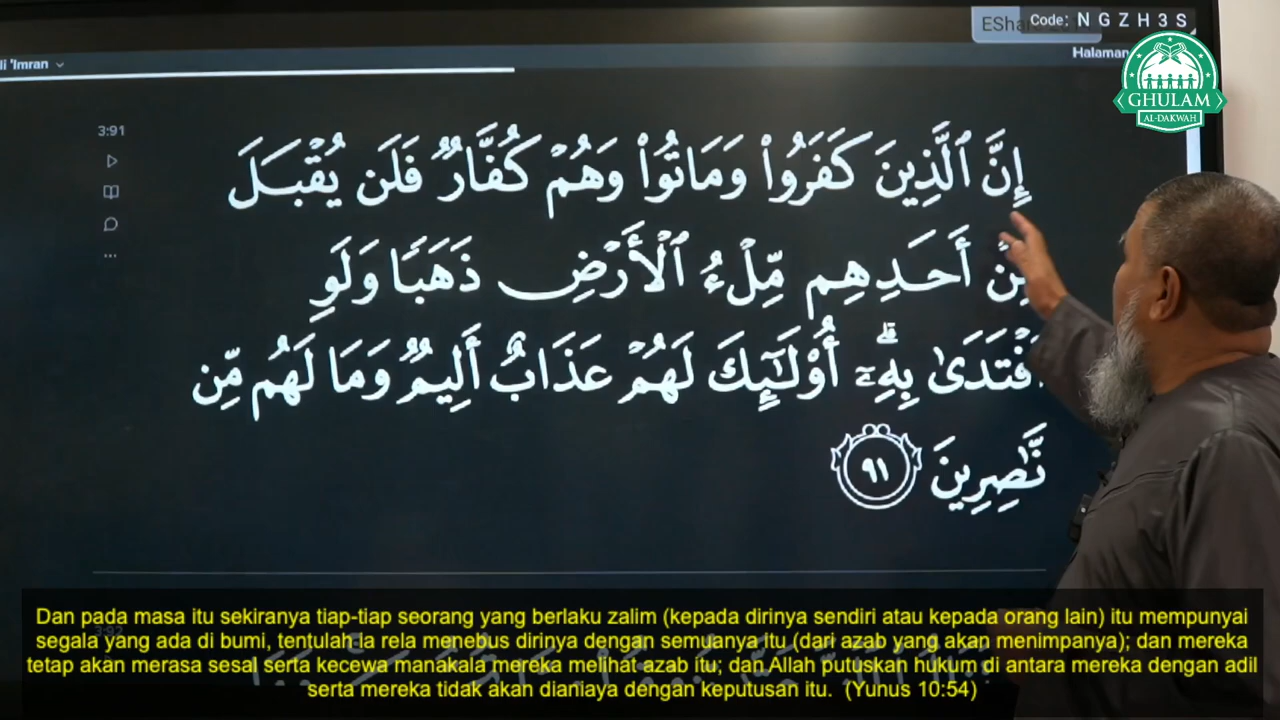 EShar
Code: N G Z H 3 S
li 'Imran
Halaman
GHULAM
AL-DAKWAH
3:91
إِنَّ ٱلَّذِينَ كَفَرُوا۟ وَمَاتُوا۟ وَهُمْ كُفَّارٌ فَلَن يُقْبَلَ
مِنْ أَحَدِهِم مِّلْءُ ٱلْأَرْضِ ذَهَبًا وَلَوِ
ٱفْتَدَىٰ بِهِۦٓ ۗ أُو۟لَـٰٓئِكَ لَهُمْ عَذَابٌ أَلِيمٌ وَمَا لَهُم مِّن
نَّـٰصِرِينَ ٩١
3:92
Dan pada masa itu sekiranya tiap-tiap seorang yang berlaku zalim (kepada dirinya sendiri atau kepada orang lain) itu mempunyai
segala yang ada di bumi, tentulah ia rela menebus dirinya dengan semuanya itu (dari azab yang akan menimpanya); dan mereka
tetap akan merasa sesal serta kecewa manakala mereka melihat azab itu; dan Allah putuskan hukum di antara mereka dengan adil
serta mereka tidak akan dianiaya dengan keputusan itu. (Yunus 10:54)